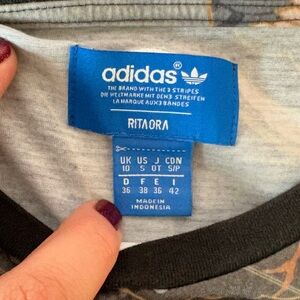 adidas®
THE BRAND WITH THE 3 STRIPES
DIE WELTMARKE MIT DEN 3 STREIFEN
LA MARQUE AUX 3 BANDES
RITA ORA
UK US J CDN
10 S OT S/P
D F E I
36 38 36 42
MADE IN
INDONESIA